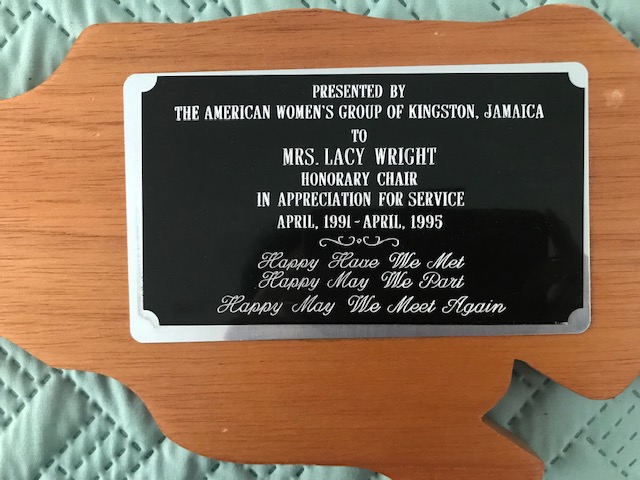 PRESENTED BY
THE AMERICAN WOMEN'S GROUP OF KINGSTON, JAMAICA
TO
MRS. LACY WRIGHT
HONORARY CHAIR
IN APPRECIATION FOR SERVICE
APRIL, 1991-APRIL, 1995
Happy Have We Met
Happy May We Part
Happy May We Meet Again